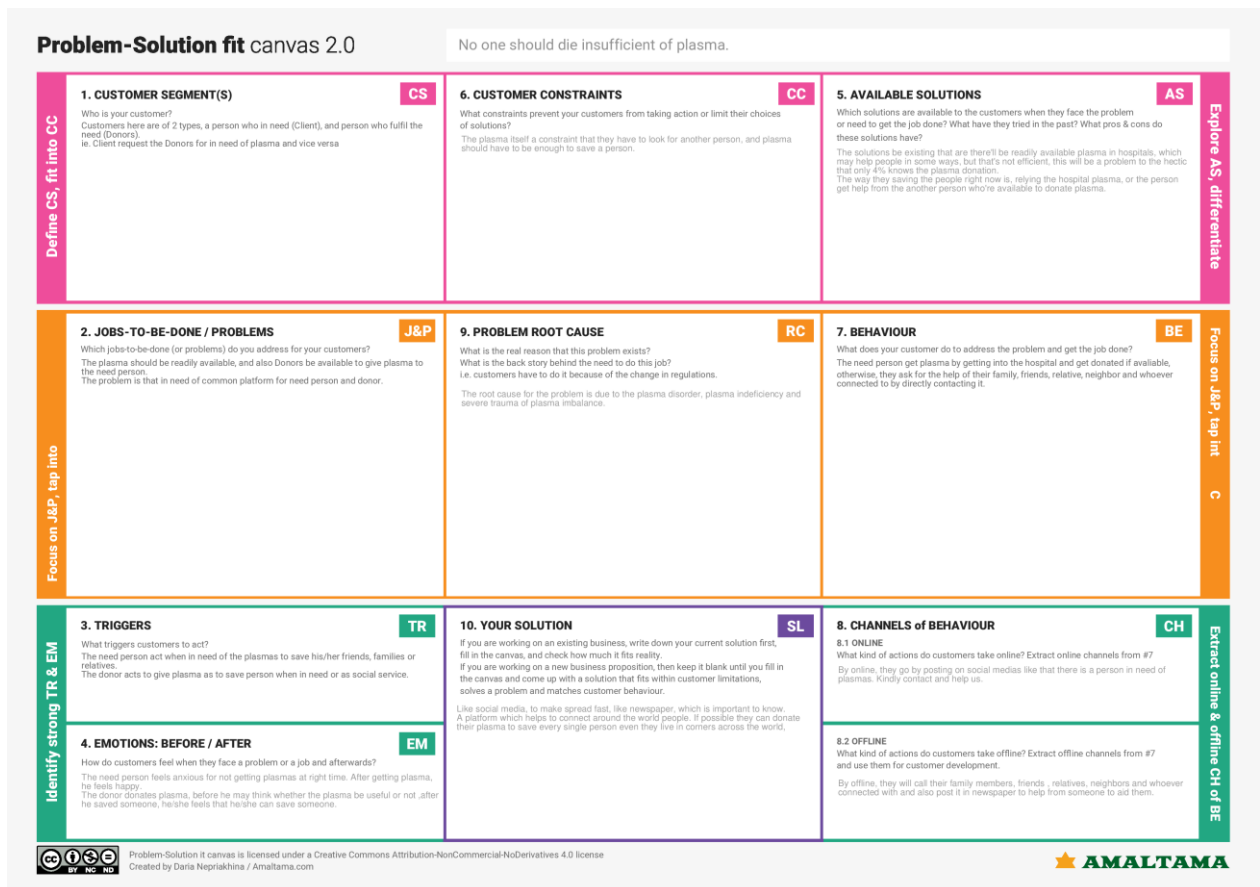 Problem-Solution fit canvas 2.0
No one should die insufficient of plasma.
Define CS, fit into CC
1. CUSTOMER SEGMENT(S)
CS
Who is your customer?
Customers here are of 2 types, a person who in need (Client), and person who fulfil the
need (Donors).
ie. Client request the Donors for in need of plasma and vice versa
6. CUSTOMER CONSTRAINTS
CC
What constraints prevent your customers from taking action or limit their choices
of solutions?
The plasma itself a constraint that they have to look for another person, and plasma
should have to be enough to save a person.
5. AVAILABLE SOLUTIONS
AS
Which solutions are available to the customers when they face the problem
or need to get the job done? What have they tried in the past? What pros & cons do
these solutions have?
The solutions be existing that are there'll be readily available plasma in hospitals, which
may help people in some ways, but that's not efficient, this will be a problem to the hectic
that only 4% knows the plasma donation.
The way they saving the people right now is, relying the hospital plasma, or the person
get help from the another person who're available to donate plasma.
Explore AS, differentiate
Focus on J&P, tap into
2. JOBS-TO-BE-DONE / PROBLEMS
J&P
Which jobs-to-be-done (or problems) do you address for your customers?
The plasma should be readily available, and also Donors be available to give plasma to
the need person.
The problem is that in need of common platform for need person and donor.
9. PROBLEM ROOT CAUSE
RC
What is the real reason that this problem exists?
What is the back story behind the need to do this job?
i.e. customers have to do it because of the change in regulations.
The root cause for the problem is due to the plasma disorder, plasma indeficiency and
severe trauma of plasma imbalance.
7. BEHAVIOUR
BE
What does your customer do to address the problem and get the job done?
The need person get plasma by getting into the hospital and get donated if avaliable,
otherwise, they ask for the help of their family, friends, relative, neighbor and whoever
connected to by directly contacting it.
Focus on J&P, tap int C
Identify strong TR & EM
3. TRIGGERS
TR
What triggers customers to act?
The need person act when in need of the plasmas to save his/her friends, families or
relatives.
The donor acts to give plasma as to save person when in need or as social service.
4. EMOTIONS: BEFORE / AFTER
EM
How do customers feel when they face a problem or a job and afterwards?
The need person feels anxious for not getting plasmas at right time. After getting plasma,
he feels happy.
The donor donates plasma, before he may think whether the plasma be useful or not ,after
he saved someone, he/she feels that he/she can save someone.
10. YOUR SOLUTION
SL
If you are working on an existing business, write down your current solution first,
fill in the canvas, and check how much it fits reality.
If you are working on a new business proposition, then keep it blank until you fill in
the canvas and come up with a solution that fits within customer limitations,
solves a problem and matches customer behaviour.
Like social media, to make spread fast, like newspaper, which is important to know.
A platform which helps to connect around the world people. If possible they can donate
their plasma to save every single person even they live in corners across the world,
8. CHANNELS of BEHAVIOUR
CH
8.1 ONLINE
What kind of actions do customers take online? Extract online channels from #7
By online, they go by posting on social medias like that there is a person in need of
plasmas. Kindly contact and help us.
8.2 OFFLINE
What kind of actions do customers take offline? Extract offline channels from #7
and use them for customer development.
By offline, they will call their family members, friends , relatives, neighbors and whoever
connected with and also post it in newspaper to help from someone to aid them.
Extract online & offline CH of BE
cc BY NC ND
Problem-Solution it canvas is licensed under a Creative Commons Attribution-NonCommercial-NoDerivatives 4.0 license
Created by Daria Nepriakhina / Amaltama.com
AMALTAMA